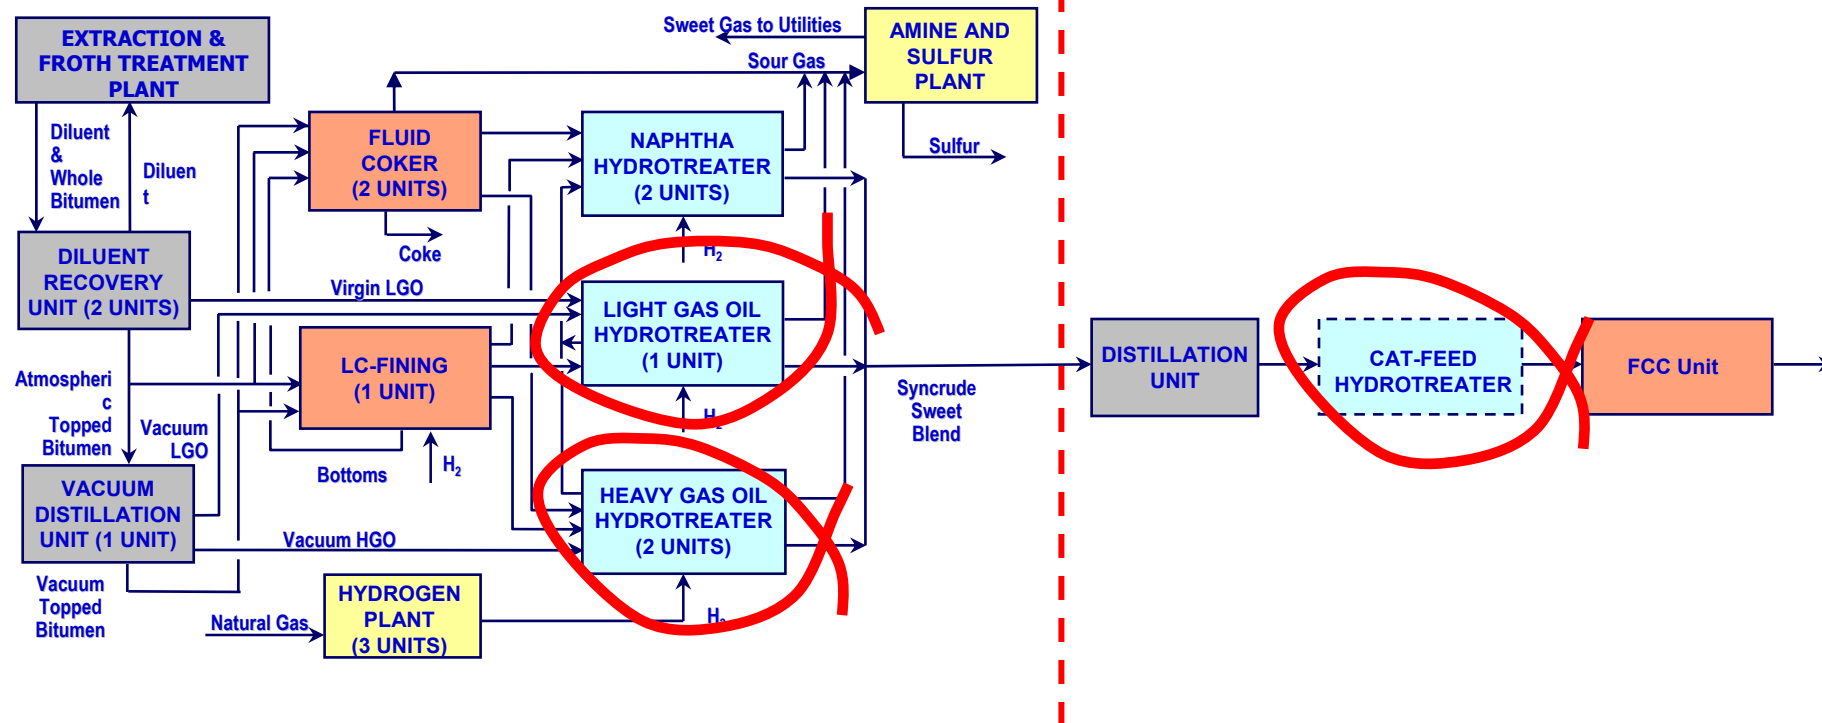 EXTRACTION &
FROTH TREATMENT
PLANT
Sweet Gas to Utilities
Sour Gas
AMINE AND
SULFUR
PLANT
Sulfur
Diluent
&
Whole
Bitumen
Diluen
t
FLUID
COKER
(2 UNITS)
Coke
NAPHTHA
HYDROTREATER
(2 UNITS)
H2
DILUENT
RECOVERY
UNIT (2 UNITS)
Virgin LGO
LIGHT GAS OIL
HYDROTREATER
(1 UNIT)
H2
LC-FINING
(1 UNIT)
Atmospheri
c
Topped
Bitumen
Vacuum
LGO
Bottoms
H2
Syncrude
Sweet
Blend
DISTILLATION
UNIT
CAT-FEED
HYDROTREATER
FCC Unit
VACUUM
DISTILLATION
UNIT (1 UNIT)
Vacuum HGO
HEAVY GAS OIL
HYDROTREATER
(2 UNITS)
H2
Vacuum
Topped
Bitumen
Natural Gas
HYDROGEN
PLANT
(3 UNITS)